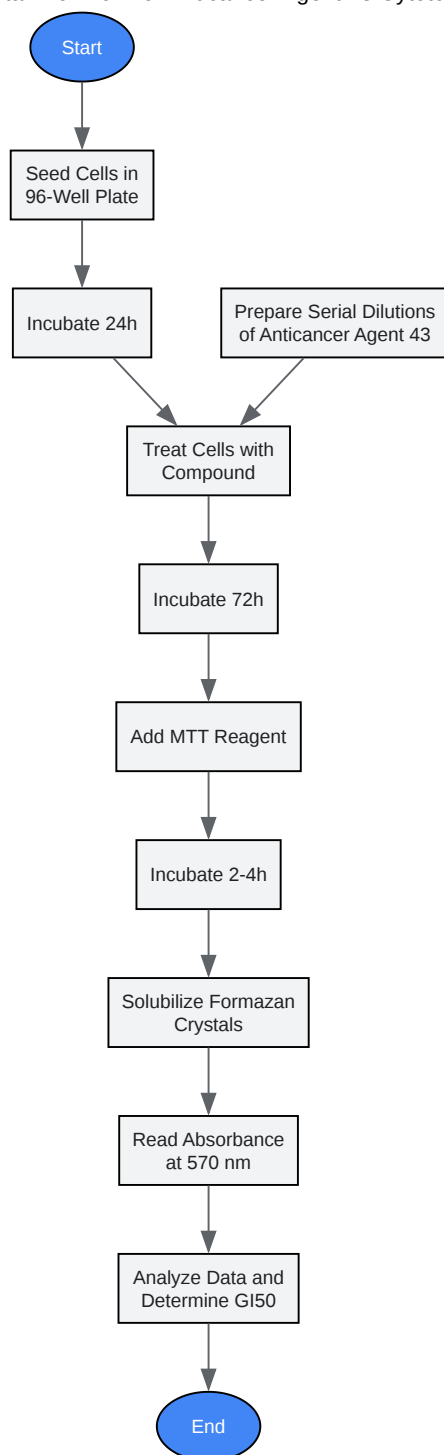 Start
Seed Cells in
96-Well Plate
Incubate 24h
Prepare Serial Dilutions
of Anticancer Agent 43
Treat Cells with
Compound
Incubate 72h
Add MTT Reagent
Incubate 2-4h
Solubilize Formazan
Crystals
Read Absorbance
at 570 nm
Analyze Data and
Determine GI50
End